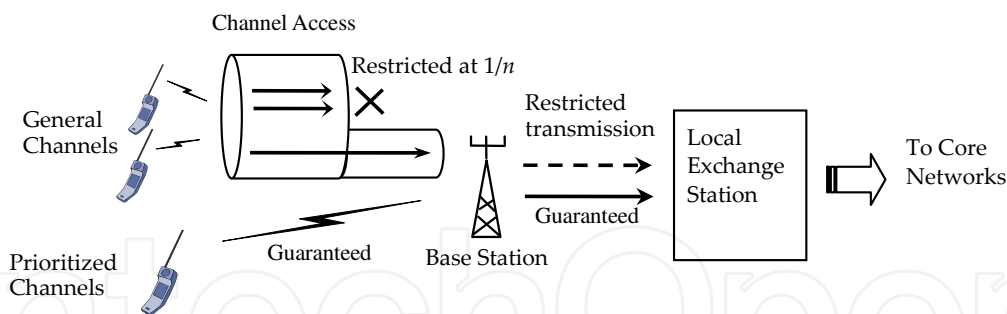 Channel Access
Restricted at 1/n
General
Channels
Restricted
transmission
Local
Exchange
Station
To Core
Networks
Guaranteed
Guaranteed
Base Station
Prioritized
Channels
ntechOpen